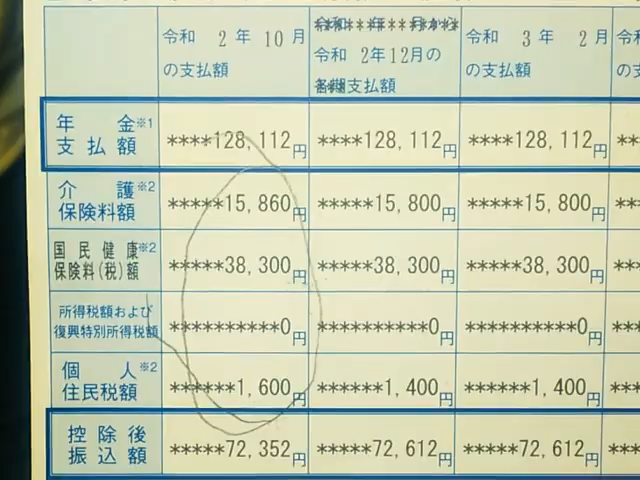 令和 2年 10月
の支払額
令和 2年12月の
各期支払額
令和 3年 2月
の支払額
年金※1
支払額
****128,112円
****128,112円
****128,112円
介護※2
保険料額
*****15,860円
*****15,800円
*****15,800円
国民健康※2
保険料(税)額
*****38,300円
*****38,300円
*****38,300円
所得税額および
復興特別所得税額
**********0円
**********0円
**********0円
個人※2
住民税額
******1,600円
******1,400円
******1,400円
控除後
振込額
*****72,352円
*****72,612円
*****72,612円